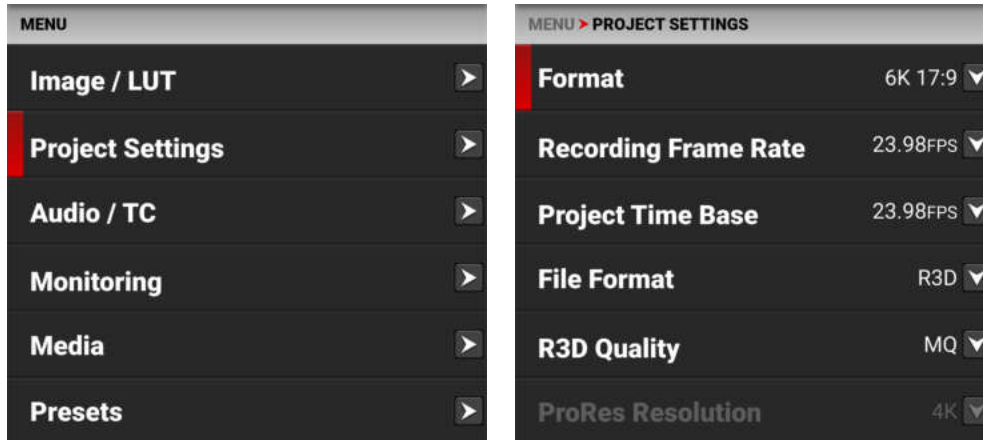 MENU
Image / LUT
Project Settings
Audio / TC
Monitoring
Media
Presets
MENU > PROJECT SETTINGS
Format 6K 17:9
Recording Frame Rate 23.98FPS
Project Time Base 23.98FPS
File Format R3D
R3D Quality MQ
ProRes Resolution 4K